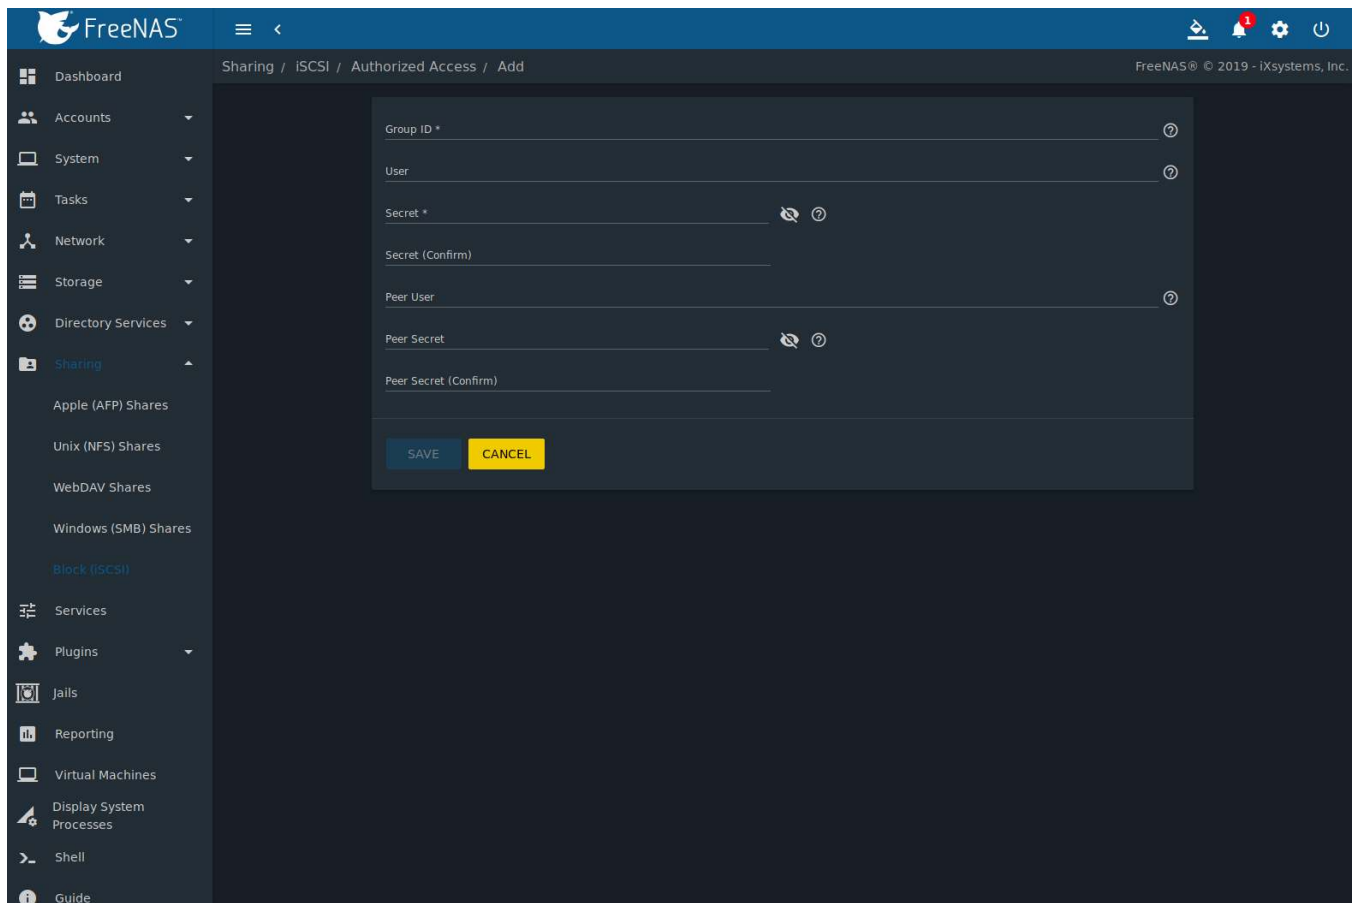 FreeNAS™
1
Sharing / iSCSI / Authorized Access / Add
FreeNAS® © 2019 - iXsystems, Inc.
Dashboard
Accounts
System
Tasks
Network
Storage
Directory Services
Sharing
Apple (AFP) Shares
Unix (NFS) Shares
WebDAV Shares
Windows (SMB) Shares
Block (iSCSI)
Services
Plugins
Jails
Reporting
Virtual Machines
Display System
Processes
Shell
Guide
Group ID *
User
Secret *
Secret (Confirm)
Peer User
Peer Secret
Peer Secret (Confirm)
SAVE CANCEL